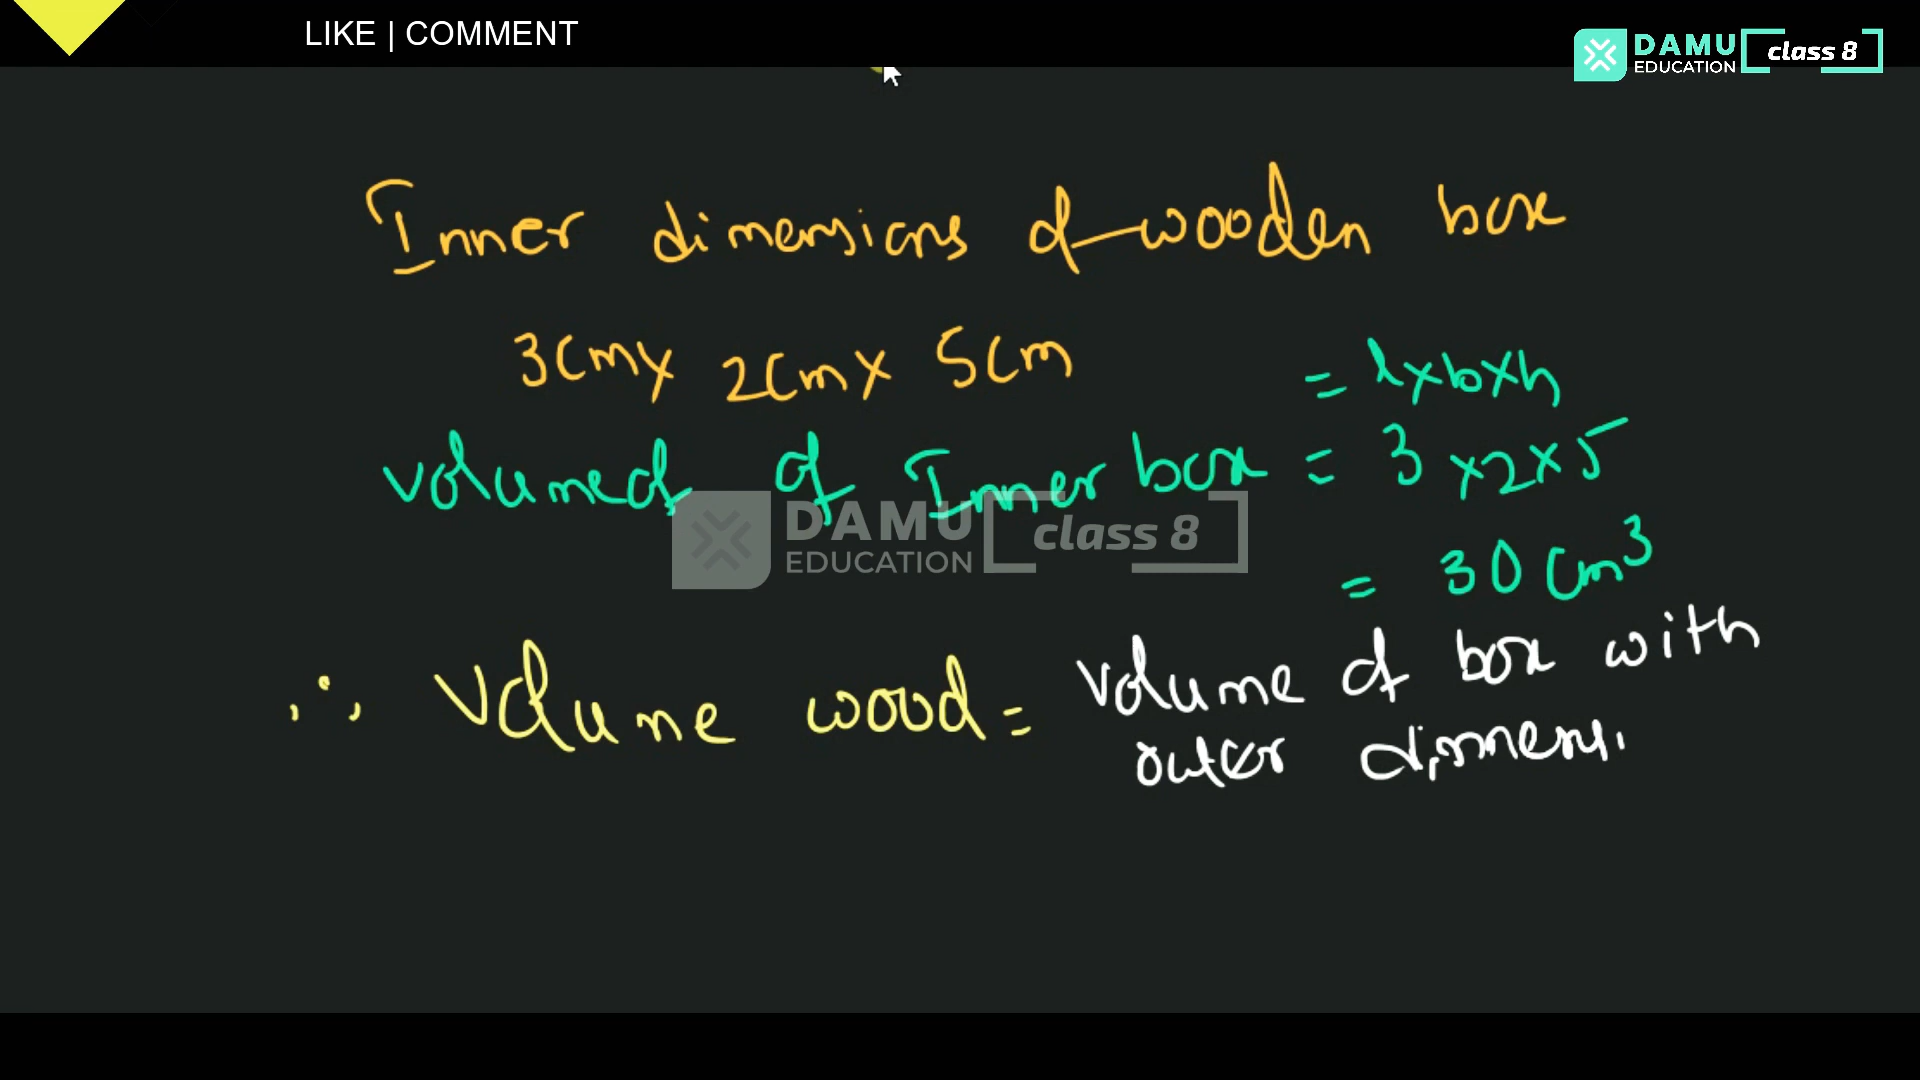 LIKE | COMMENT
DAMU EDUCATION class 8
Inner dimensions of wooden box
3cm x 2cm x 5cm
= l x b x h
volume of of Inner box = 3 x 2 x 5
DAMU EDUCATION class 8
= 30 cm³
∴ Volume wood = Volume of box with
outer